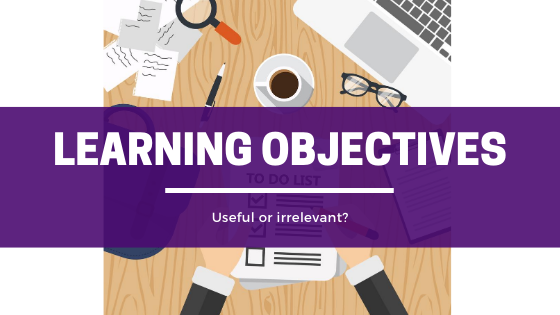 LEARNING OBJECTIVES
Useful or irrelevant?
TO DO LIST